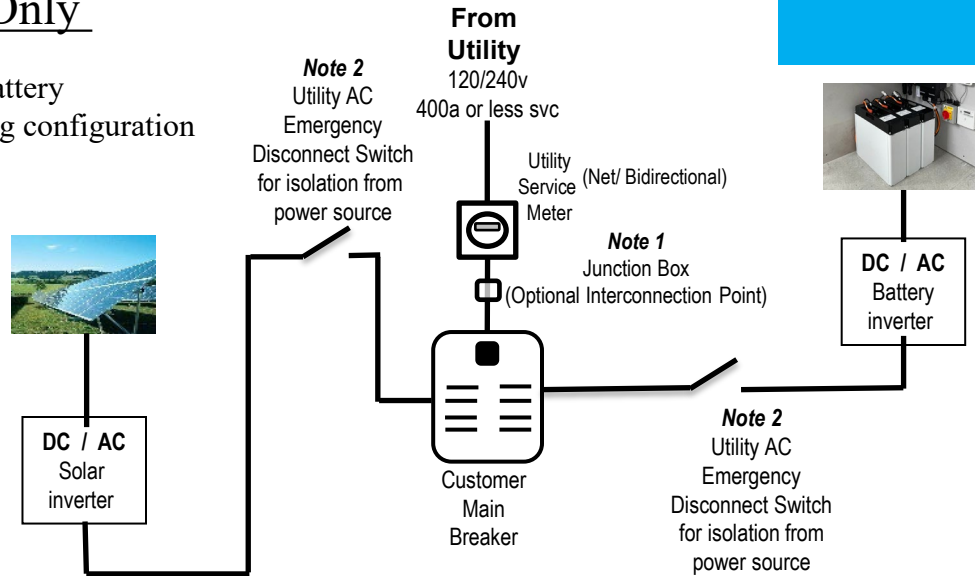 Only
attery
g configuration
From
Utility
120/240v
400a or less svc
Note 2
Utility AC
Emergency
Disconnect Switch
for isolation from
power source
Utility
Service
Meter
(Net/ Bidirectional)
Note 1
Junction Box
(Optional Interconnection Point)
DC / AC
Battery
inverter
DC / AC
Solar
inverter
Customer
Main
Breaker
Note 2
Utility AC
Emergency
Disconnect Switch
for isolation from
power source